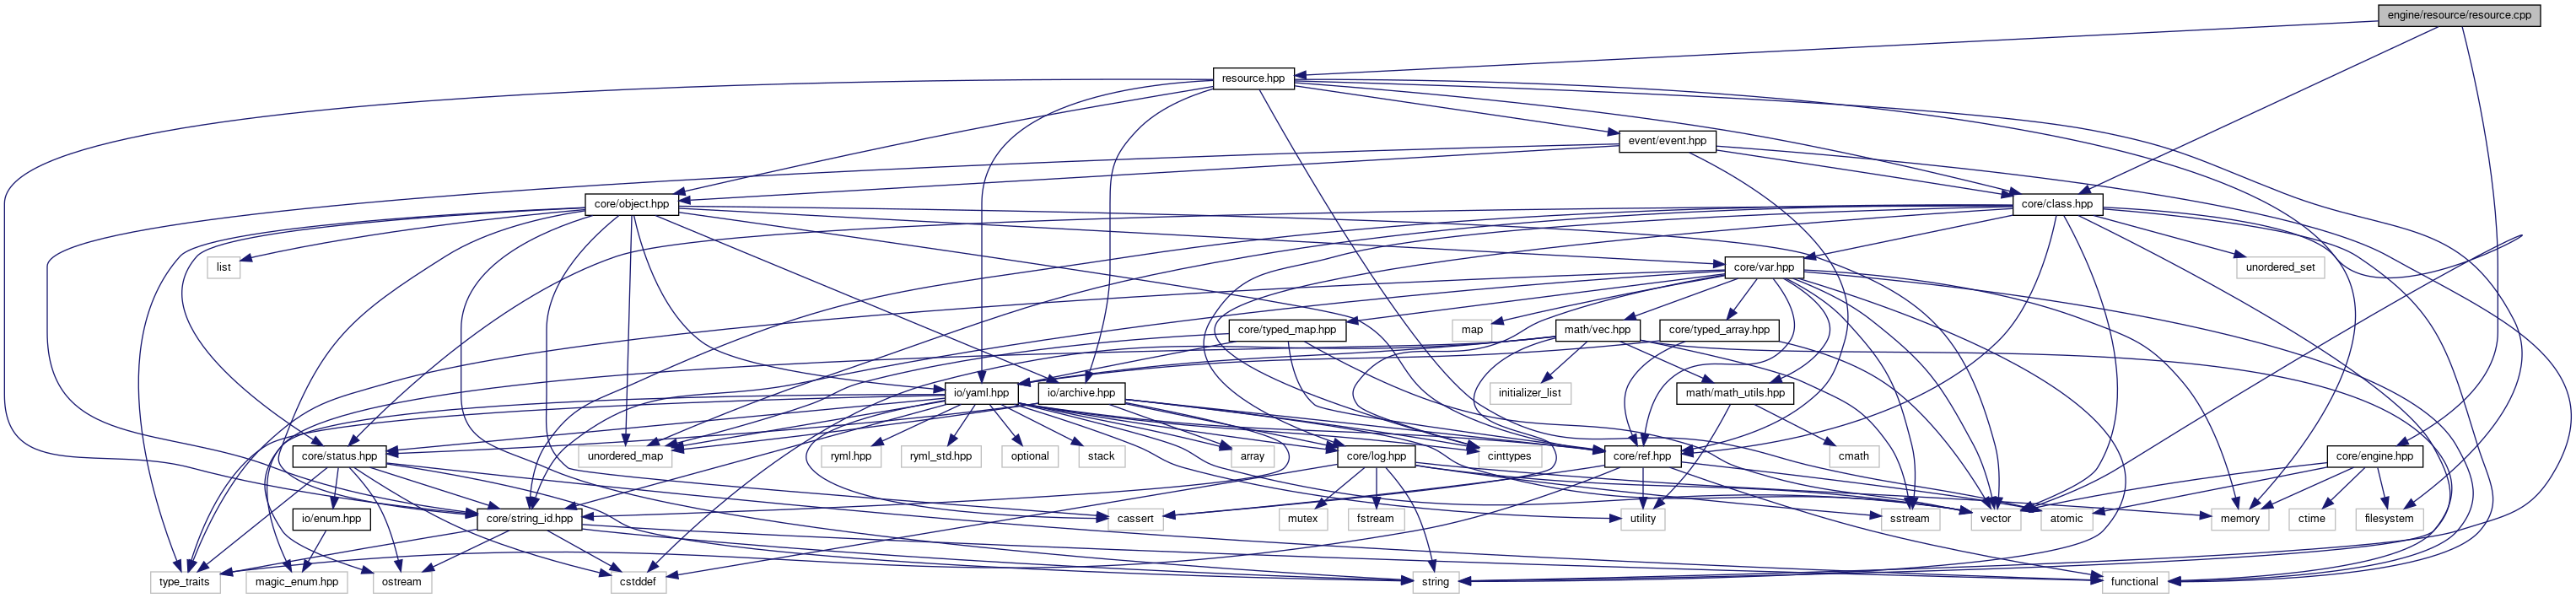 engine/resource/resource.cpp
resource.hpp
event/event.hpp
core/object.hpp
core/class.hpp
list
core/var.hpp
unordered_set
core/typed_map.hpp
map
math/vec.hpp
core/typed_array.hpp
io/yaml.hpp
io/archive.hpp
initializer_list
math/math_utils.hpp
core/status.hpp
unordered_map
ryml.hpp
ryml_std.hpp
optional
stack
array
core/log.hpp
cinttypes
core/ref.hpp
cmath
core/engine.hpp
io/enum.hpp
core/string_id.hpp
cassert
mutex
fstream
utility
sstream
vector
atomic
memory
ctime
filesystem
type_traits
magic_enum.hpp
ostream
cstddef
string
functional